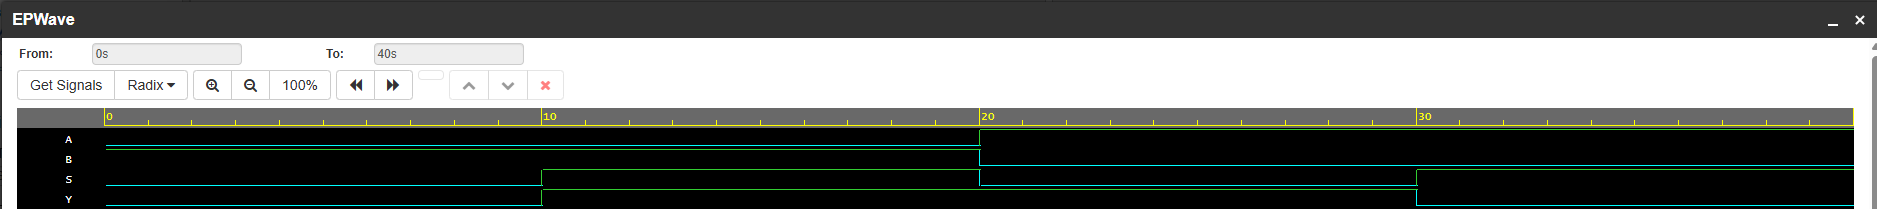 EPWave
From: 0s To: 40s
Get Signals Radix 100%
0 10 20 30
A
B
S
Y